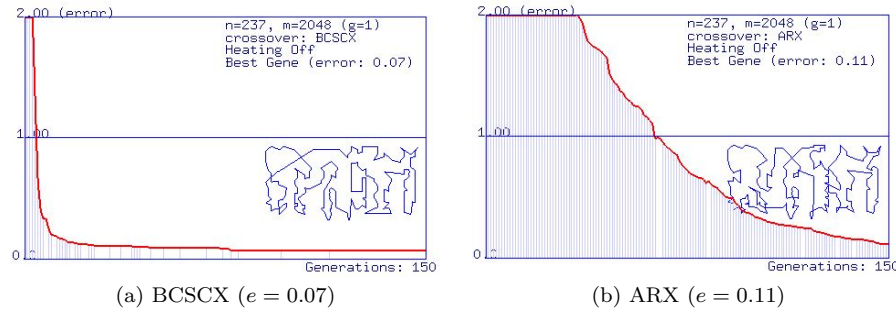 2.00 (error)
n=237, m=2048 (g=1)
crossover: BCSCX
Heating Off
Best Gene (error: 0.07)
1.00
0
Generations: 150
(a) BCSCX (e = 0.07)
2.00 (error)
n=237, m=2048 (g=1)
crossover: ARX
Heating Off
Best Gene (error: 0.11)
1.00
0
Generations: 150
(b) ARX (e = 0.11)